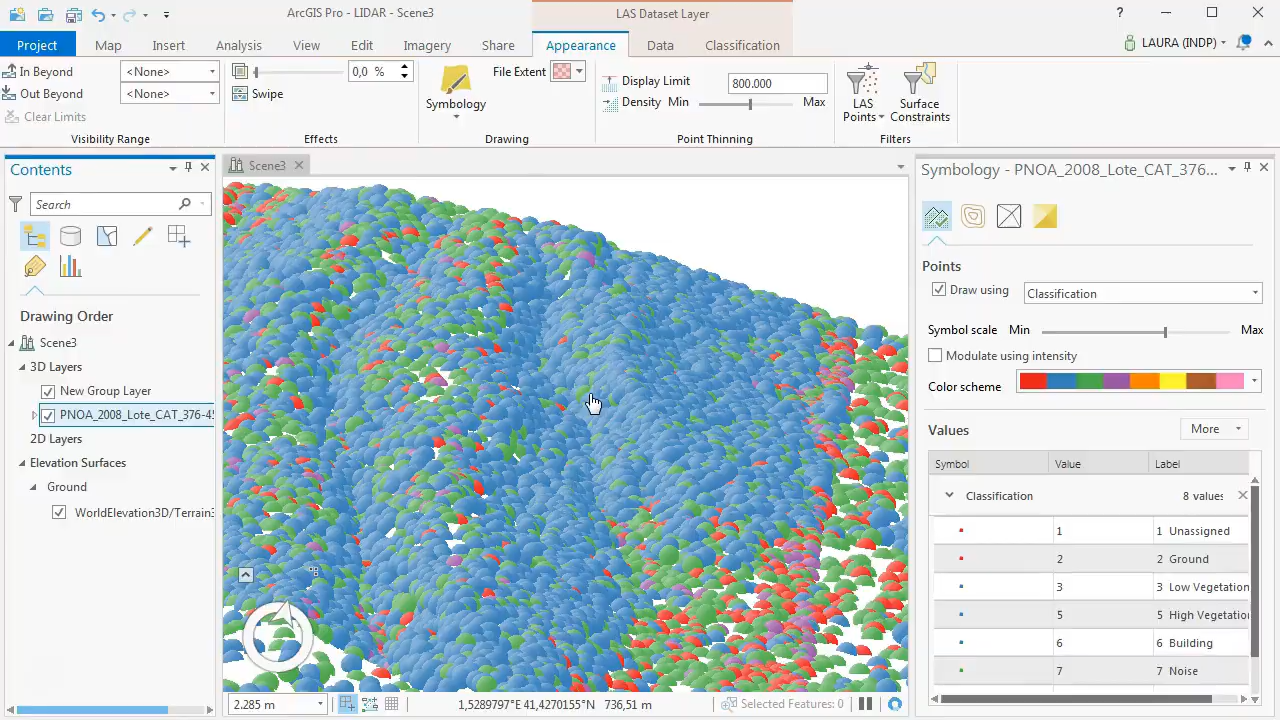 ArcGIS Pro - LIDAR - Scene3
LAS Dataset Layer
?
Project
Map
Insert
Analysis
View
Edit
Imagery
Share
Appearance
Data
Classification
LAURA (INDP)
In Beyond
<None>
Out Beyond
<None>
Clear Limits
Visibility Range
0,0 %
Swipe
Effects
Symbology
File Extent
Drawing
Display Limit
800.000
Density Min
Max
Point Thinning
LAS
Points
Surface
Constraints
Filters
Contents
Search
Drawing Order
Scene3
3D Layers
New Group Layer
PNOA_2008_Lote_CAT_376-45
2D Layers
Elevation Surfaces
Ground
WorldElevation3D/Terrain3
Scene3
2.285 m
1,5289797°E 41,4270155°N
736,51 m
Selected Features: 0
Symbology - PNOA_2008_Lote_CAT_376...
Points
Draw using
Classification
Symbol scale Min
Max
Modulate using intensity
Color scheme
Values
More
Symbol
Value
Label
Classification
8 values
1
1 Unassigned
2
2 Ground
3
3 Low Vegetation
5
5 High Vegetatio
6
6 Building
7
7 Noise